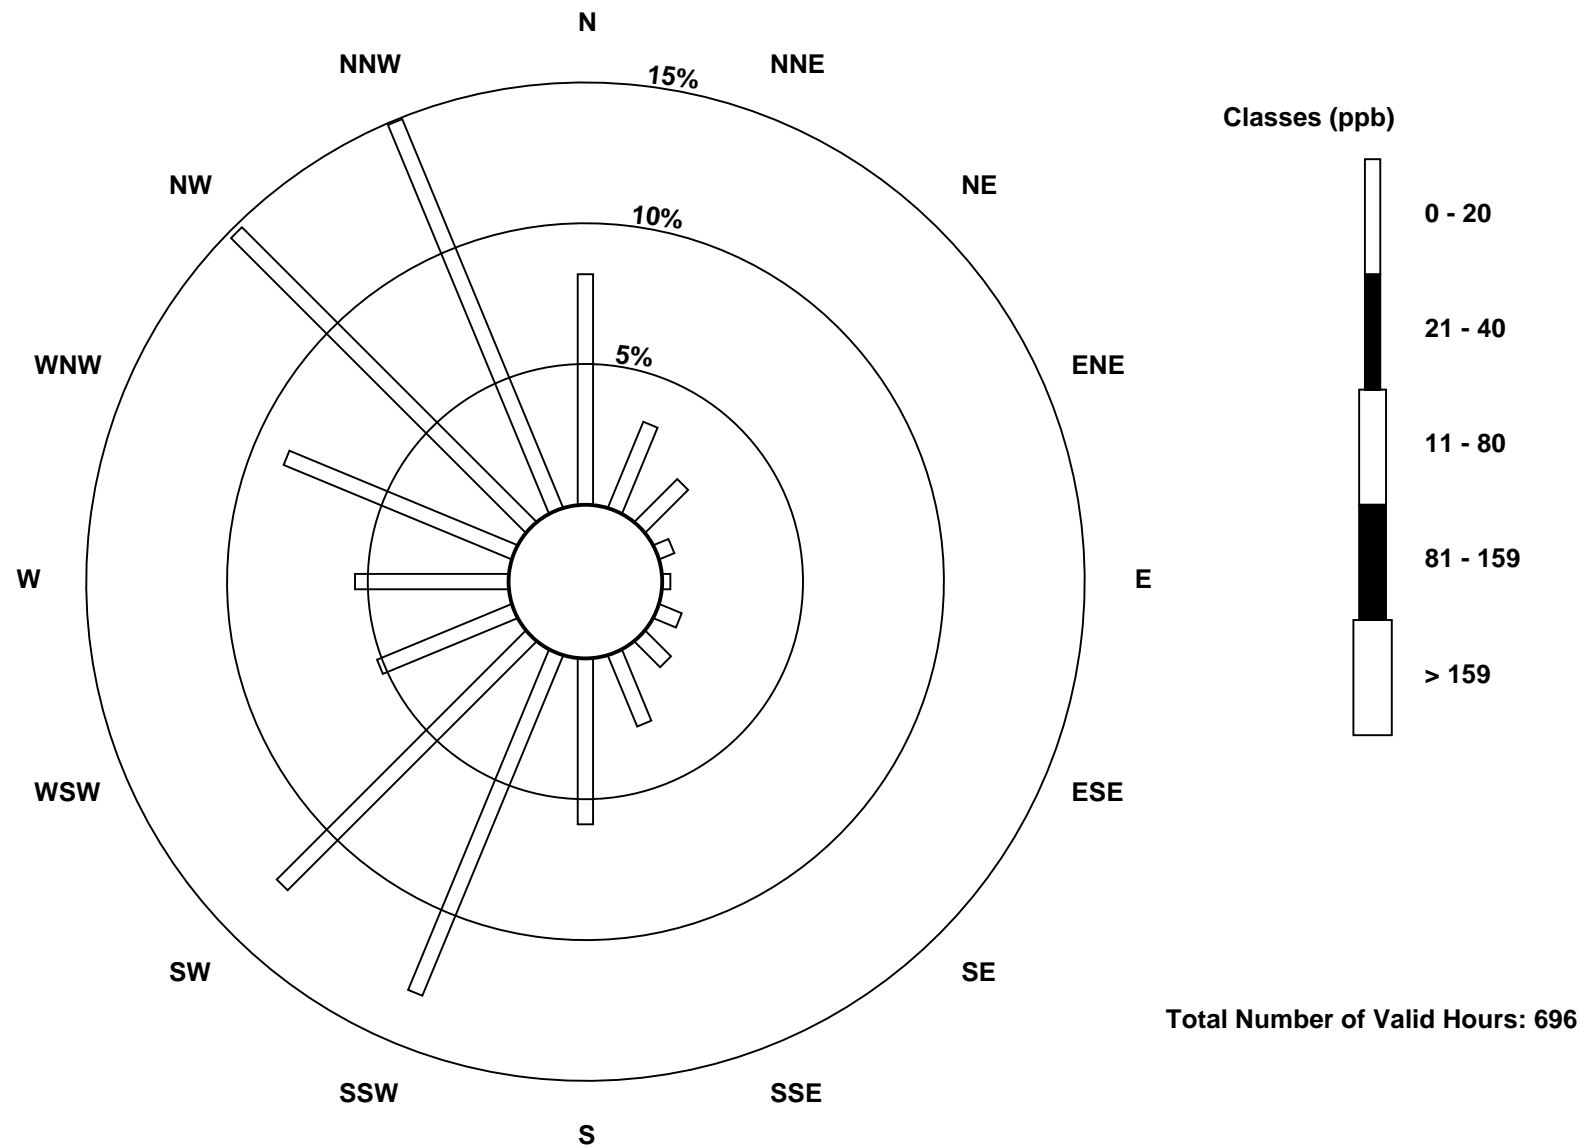 N
NNW
NNE
15%
Classes (ppb)
NW
NE
0 - 20
10%
21 - 40
5%
WNW
ENE
11 - 80
W
E
81 - 159
> 159
WSW
ESE
SW
SE
Total Number of Valid Hours: 696
SSW
SSE
S